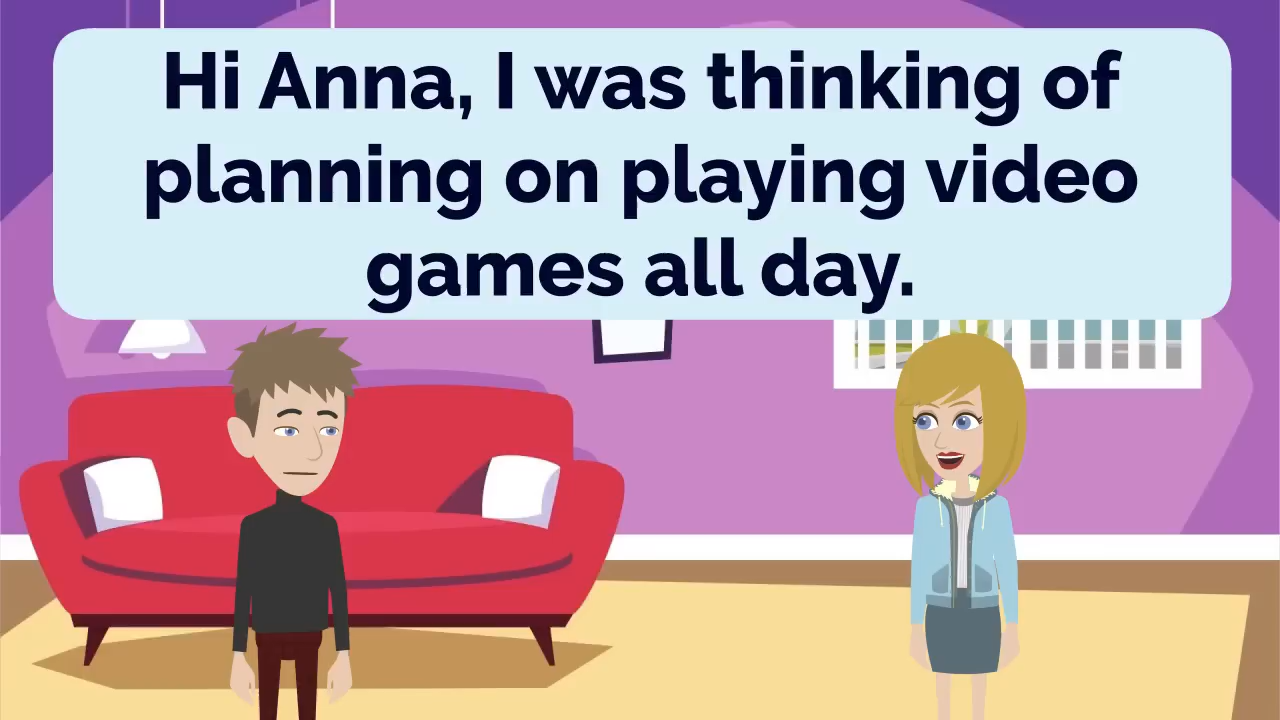 Hi Anna, I was thinking of
planning on playing video
games all day.